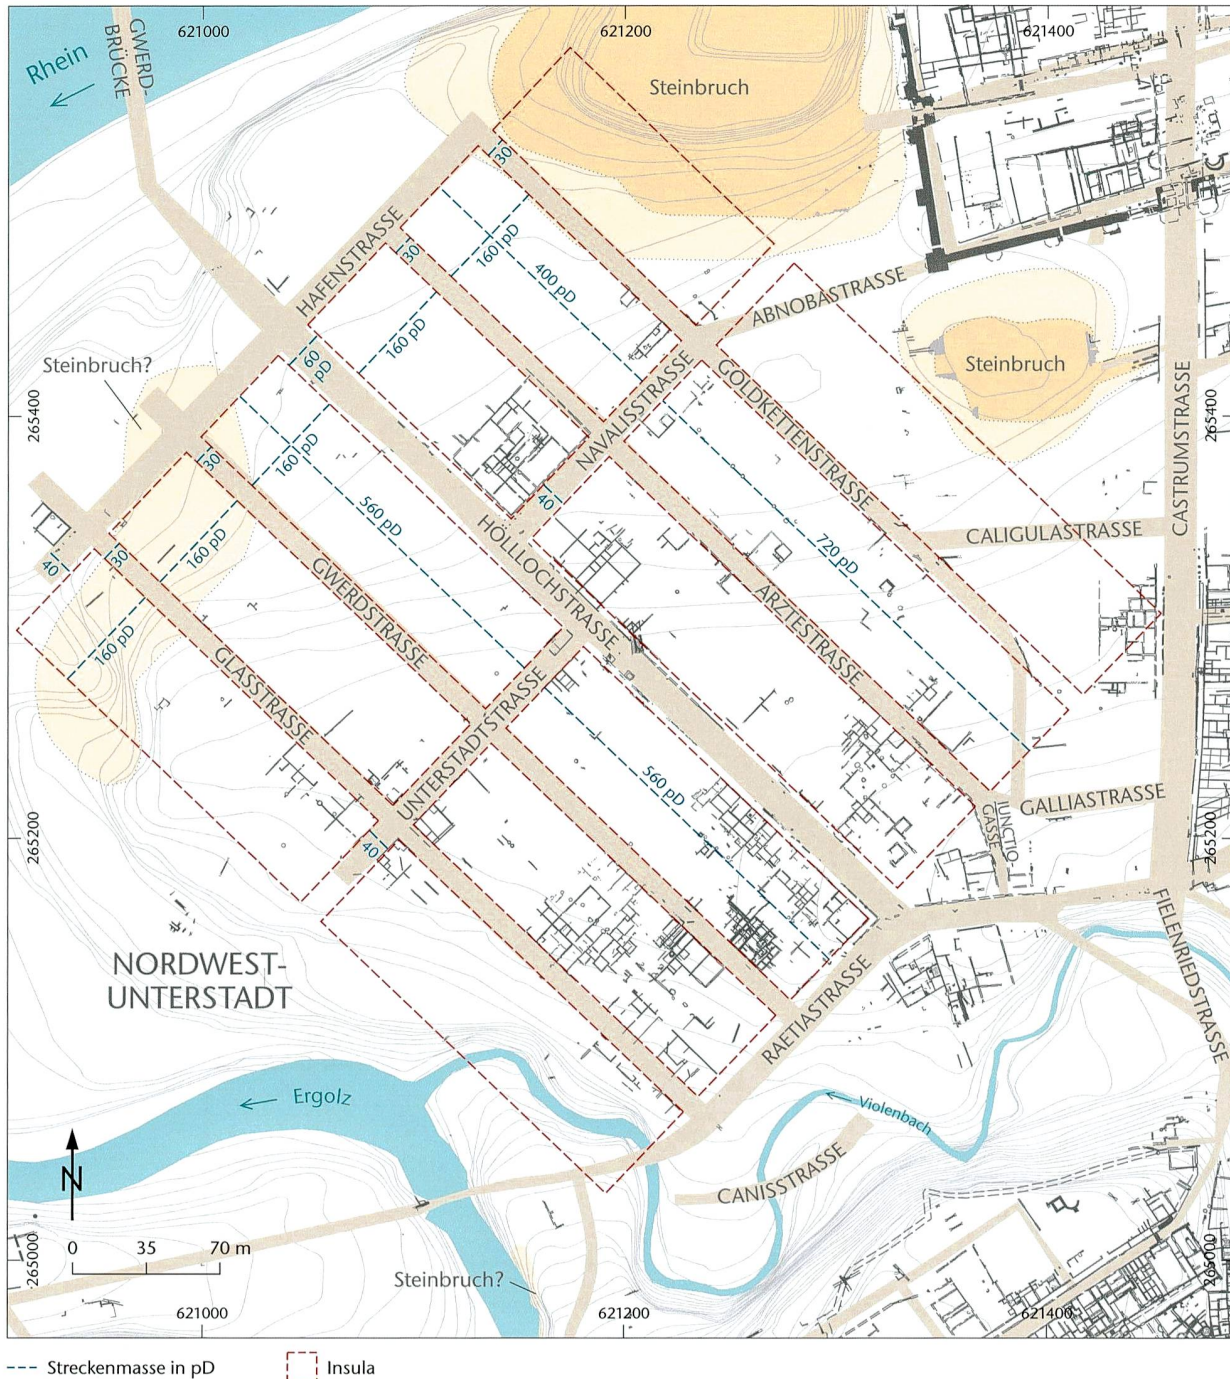 621000
621200
621400
GWERD-
BRÜCKE
Rhein
Steinbruch
30
HAFENSTRASSE
30
160 pD
400 pD
160 pD
ABNOBASTRASSE
60
pD
Steinbruch?
Steinbruch
NAVALISSTRASSE
GOLDKETTENSTRASSE
CASTRUMSTRASSE
265400
265400
30
160 pD
40
560 pD
HÖLLLOCHSTRASSE
720 pD
CALIGULASTRASSE
40
30
160 pD
GWERDSTRASSE
ARZTESTRASSE
160 pD
GLASSTRASSE
UNTERSTADTSTRASSE
560 pD
GALLIASTRASSE
IUNCTIO-
GASSE
265200
265200
40
FIELENRIEDSTRASSE
NORDWEST-
UNTERSTADT
RAETIASTRASSE
Ergolz
Violenbach
CANISSTRASSE
N
0 35 70 m
265000
265000
Steinbruch?
621000
621200
621400
Streckenmasse in pD
Insula